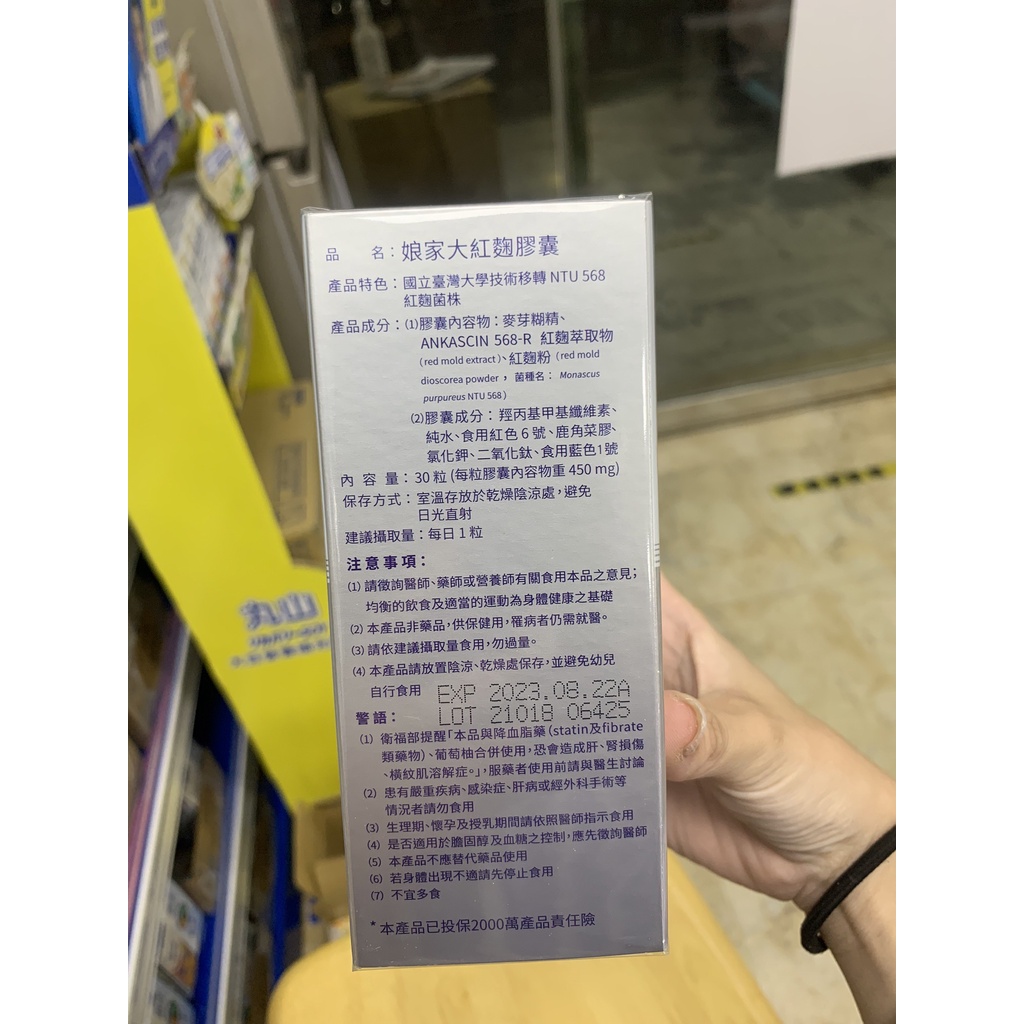 品 名：娘家大紅麴膠囊
產品特色：國立臺灣大學技術移轉 NTU 568
紅麴菌株
產品成分：⑴膠囊內容物：麥芽糊精、
ANKASCIN 568-R 紅麴萃取物
(red mold extract)、紅麴粉（red mold
dioscorea powder，菌種名： Monascus
purpureus NTU 568）
⑵膠囊成分：羥丙基甲基纖維素、
純水、食用紅色 6 號、鹿角菜膠、
氯化鉀、二氧化鈦、食用藍色1號
內 容 量：30 粒 (每粒膠囊內容物重 450 mg)
保存方式：室溫存放於乾燥陰涼處，避免
日光直射
建議攝取量：每日 1 粒
注意事項：
⑴ 請徵詢醫師、藥師或營養師有關食用本品之意見；
均衡的飲食及適當的運動為身體健康之基礎
⑵ 本產品非藥品，供保健用，罹病者仍需就醫。
⑶ 請依建議攝取量食用，勿過量。
⑷ 本產品請放置陰涼、乾燥處保存，並避免幼兒
自行食用
EXP 2023.08.22A
LOT 21018 06425
警語：
⑴ 衛福部提醒「本品與降血脂藥（statin及fibrate
類藥物）、葡萄柚合併使用，恐會造成肝、腎損傷
、橫紋肌溶解症。」，服藥者使用前請與醫生討論
⑵ 患有嚴重疾病、感染症、肝病或經外科手術等
情況者請勿食用
⑶ 生理期、懷孕及授乳期間請依照醫師指示食用
⑷ 是否適用於膽固醇及血糖之控制，應先徵詢醫師
⑸ 本產品不應替代藥品使用
⑹ 若身體出現不適請先停止食用
⑺ 不宜多食
*本產品已投保2000萬產品責任險
丸山